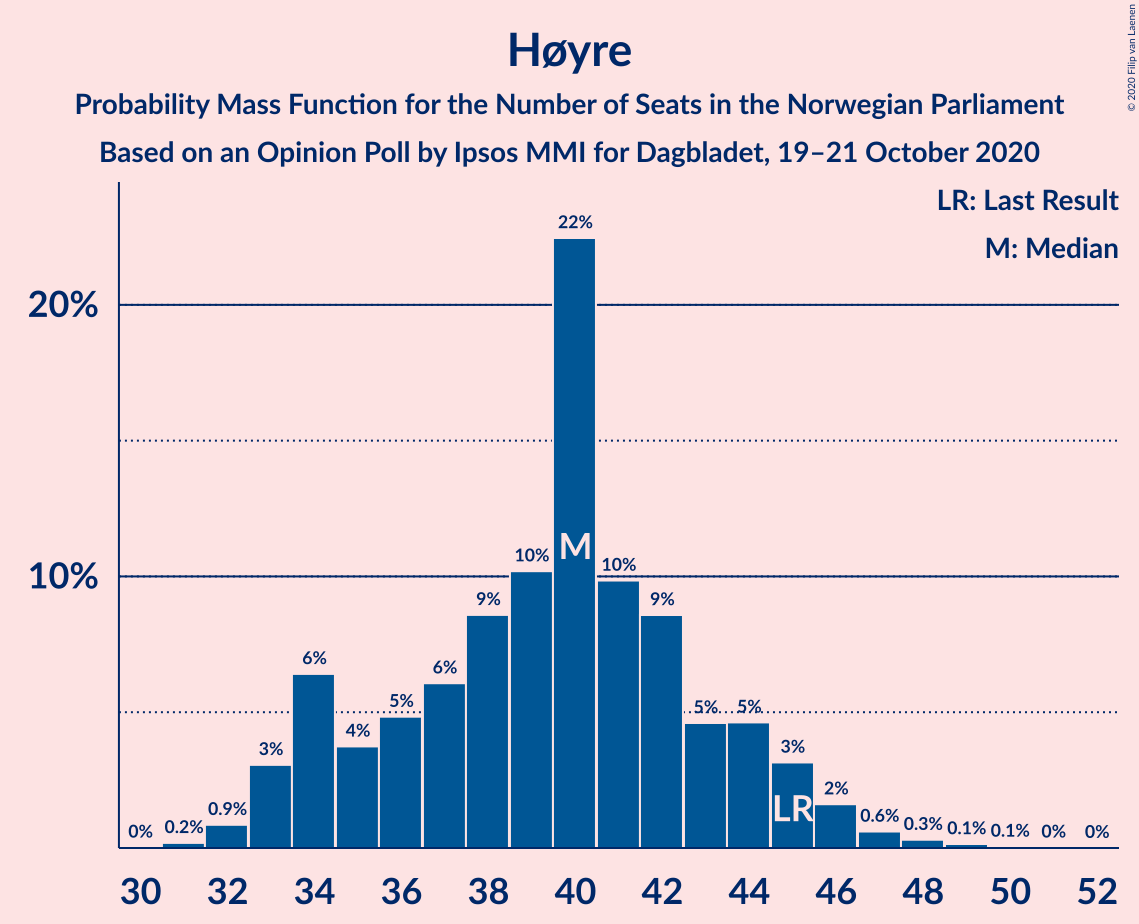 © 2020 Filip van Laenen
Høyre
Probability Mass Function for the Number of Seats in the Norwegian Parliament
Based on an Opinion Poll by Ipsos MMI for Dagbladet, 19–21 October 2020
LR: Last Result
M: Median
20%
10%
0%
0.2%
0.9%
3%
6%
4%
5%
6%
9%
10%
22%
10%
9%
5%
5%
3%
2%
0.6%
0.3%
0.1%
0.1%
0%
0%
M
LR
30 32 34 36 38 40 42 44 46 48 50 52